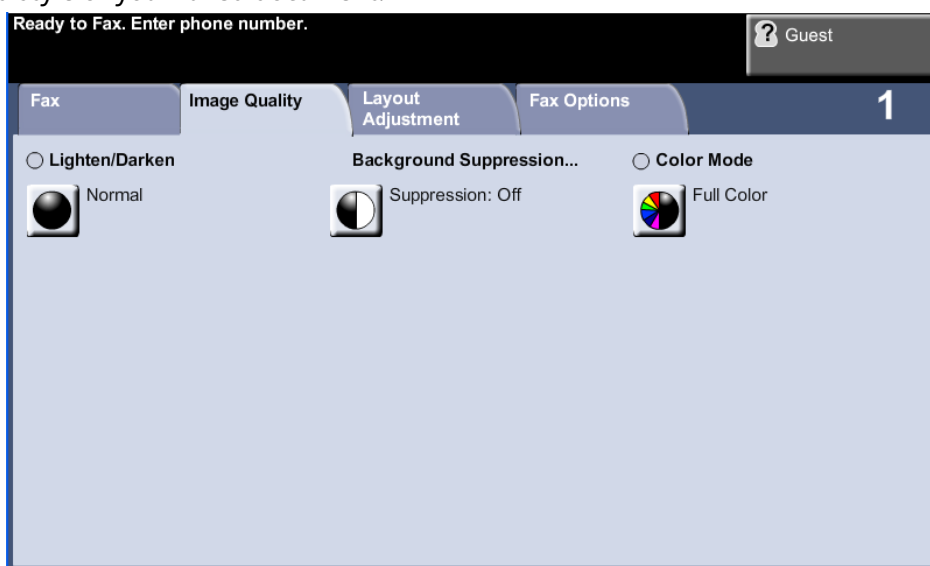 Ready to Fax. Enter phone number.
? Guest
Fax
Image Quality
Layout
Adjustment
Fax Options
1
Lighten/Darken
Background Suppression...
Color Mode
Normal
Suppression: Off
Full Color